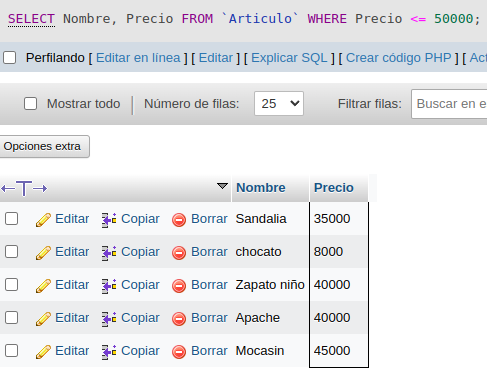 SELECT Nombre, Precio FROM `Articulo` WHERE Precio <= 50000;
Perfilando [ Editar en línea ] [ Editar ] [ Explicar SQL ] [ Crear código PHP ] [ Act
Mostrar todo Número de filas: 25 Filtrar filas: Buscar en e
Opciones extra
←T→ Nombre Precio
Editar Copiar Borrar Sandalia 35000
Editar Copiar Borrar chocato 8000
Editar Copiar Borrar Zapato niño 40000
Editar Copiar Borrar Apache 40000
Editar Copiar Borrar Mocasin 45000